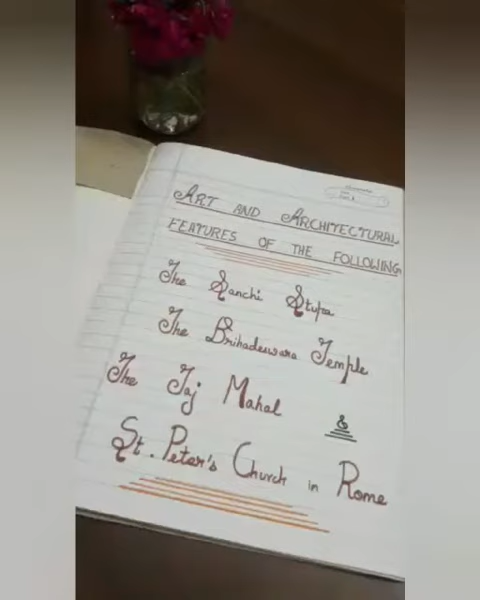 ART AND ARCHITECTURAL
FEATURES OF THE FOLLOWING
The Sanchi Stupa
The Brihadeswara Temple
The Taj Mahal
&
St. Peter's Church in Rome